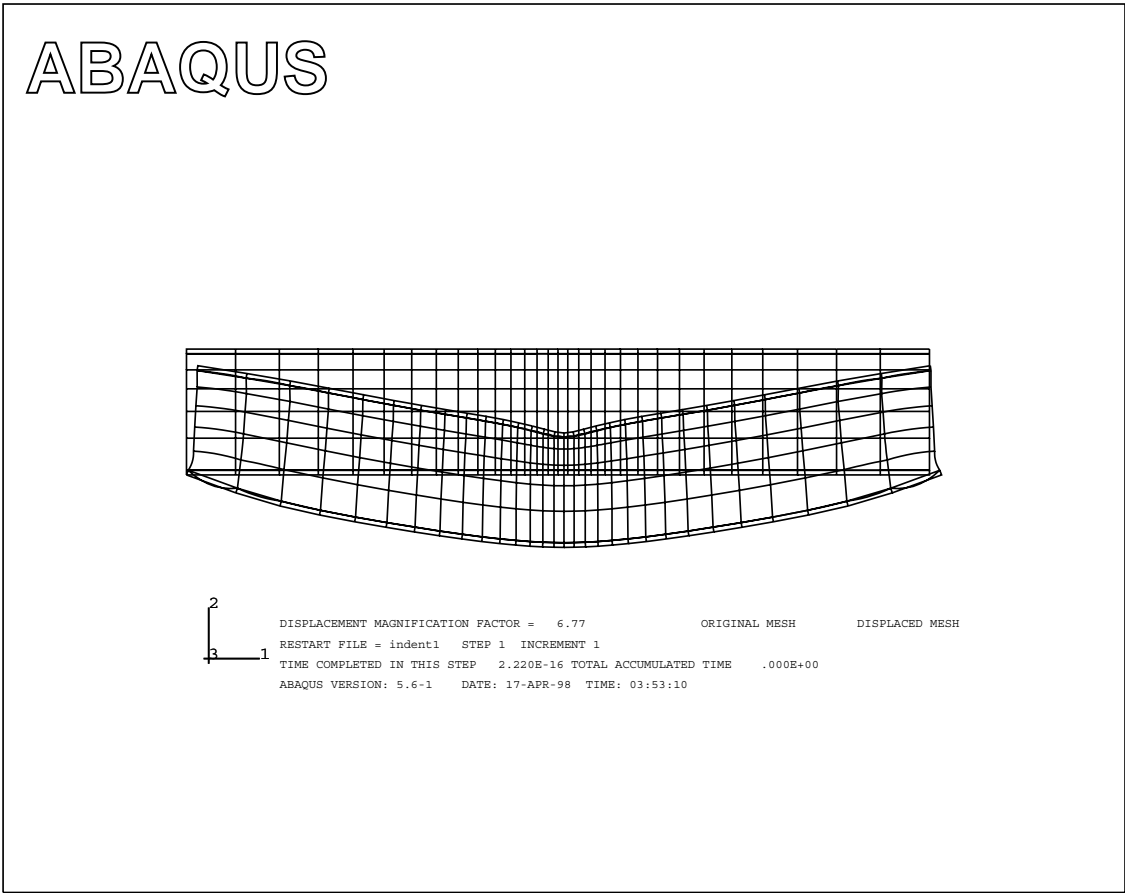 ABAQUS
2
3
1
DISPLACEMENT MAGNIFICATION FACTOR = 6.77 ORIGINAL MESH DISPLACED MESH
RESTART FILE = indent1 STEP 1 INCREMENT 1
TIME COMPLETED IN THIS STEP 2.220E-16 TOTAL ACCUMULATED TIME .000E+00
ABAQUS VERSION: 5.6-1 DATE: 17-APR-98 TIME: 03:53:10